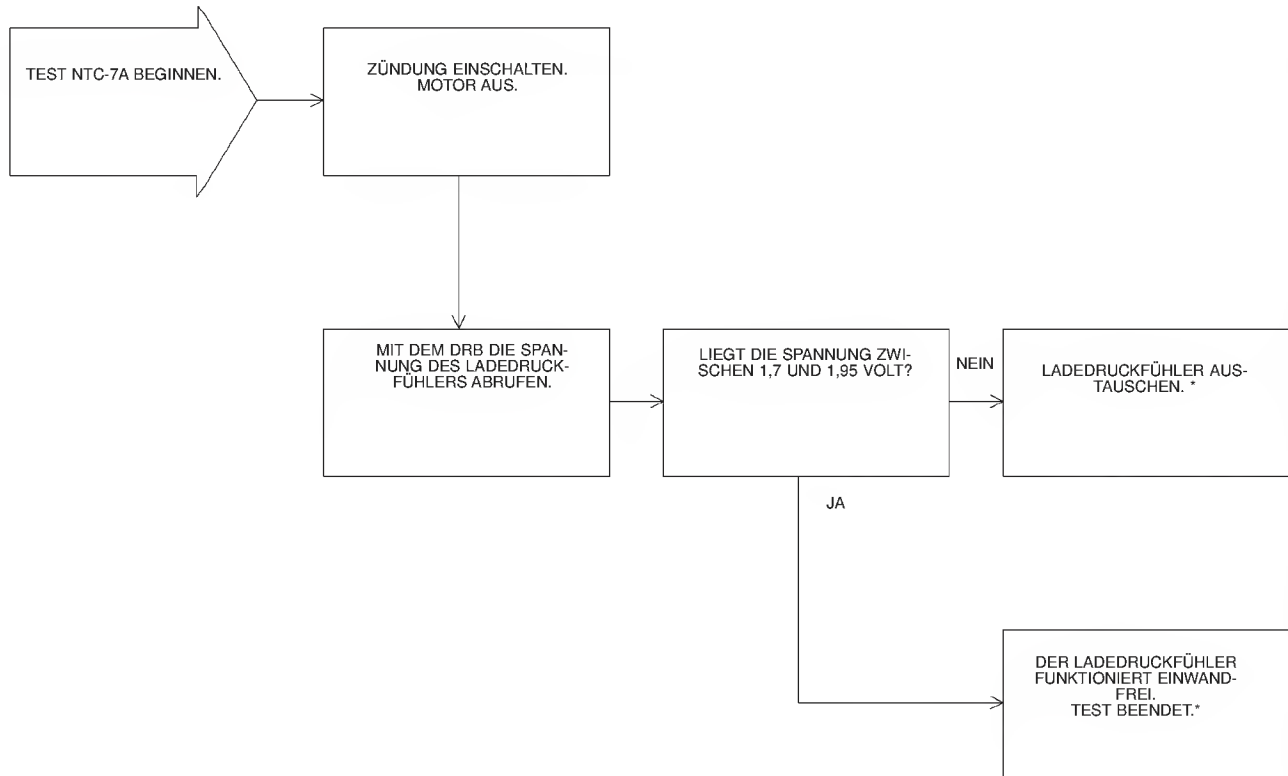 TEST NTC-7A BEGINNEN.
ZÜNDUNG EINSCHALTEN.
MOTOR AUS.
MIT DEM DRB DIE SPAN-
NUNG DES LADEDRUCK-
FÜHLERS ABRUFEN.
LIEGT DIE SPANNUNG ZWI-
SCHEN 1,7 UND 1,95 VOLT?
NEIN
LADEDRUCKFÜHLER AUS-
TAUSCHEN. *
JA
DER LADEDRUCKFÜHLER
FUNKTIONIERT EINWAND-
FREI.
TEST BEENDET.*